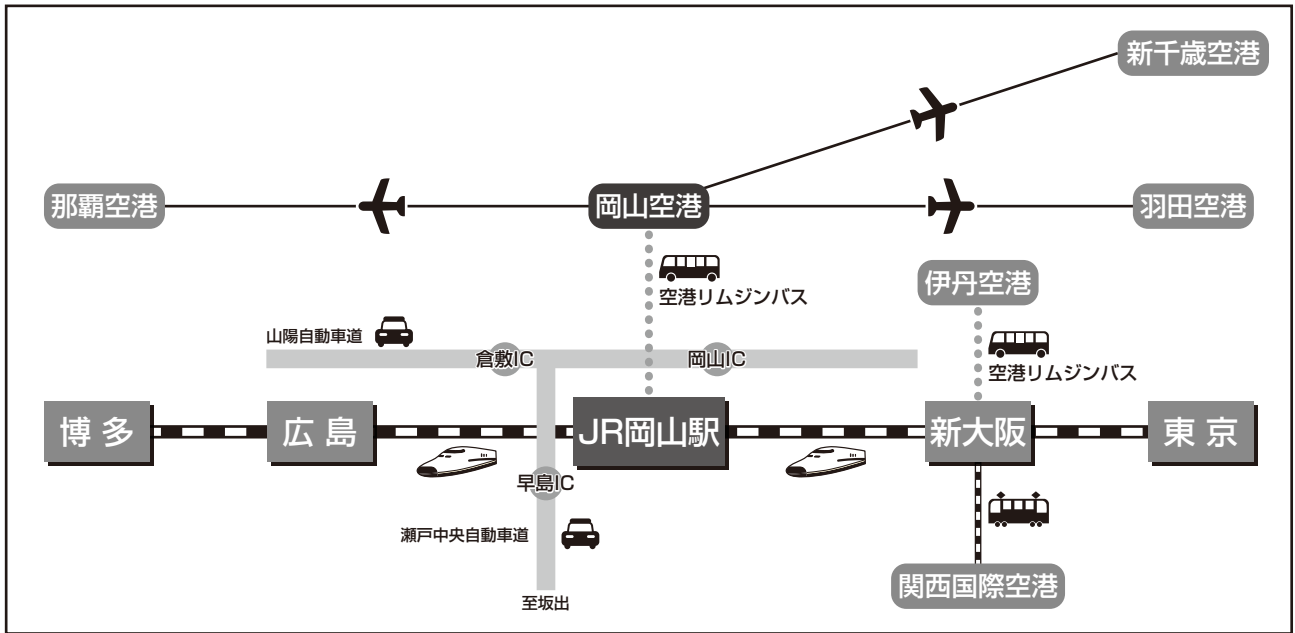 新千歳空港
那覇空港
岡山空港
羽田空港
空港リムジンバス
伊丹空港
空港リムジンバス
山陽自動車道
倉敷IC
岡山IC
博多
広島
JR岡山駅
新大阪
東京
早島IC
瀬戸中央自動車道
至坂出
関西国際空港